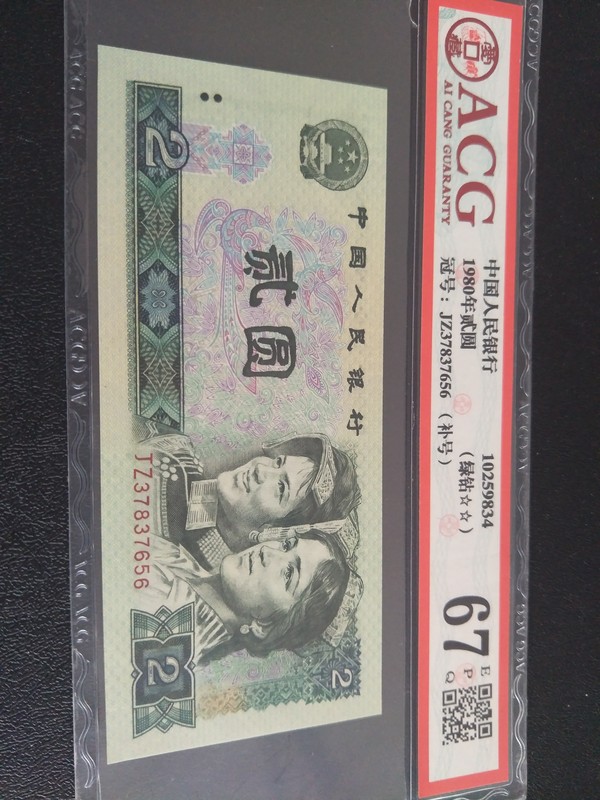 ACG
AI CANG GUARANTY
中国人民银行
10259834
1980年贰圆
(绿钻☆☆)
冠号：JZ37837656（补号）
67
E
P
Q
中国人民银行
贰圆
2
JZ37837656
2
2